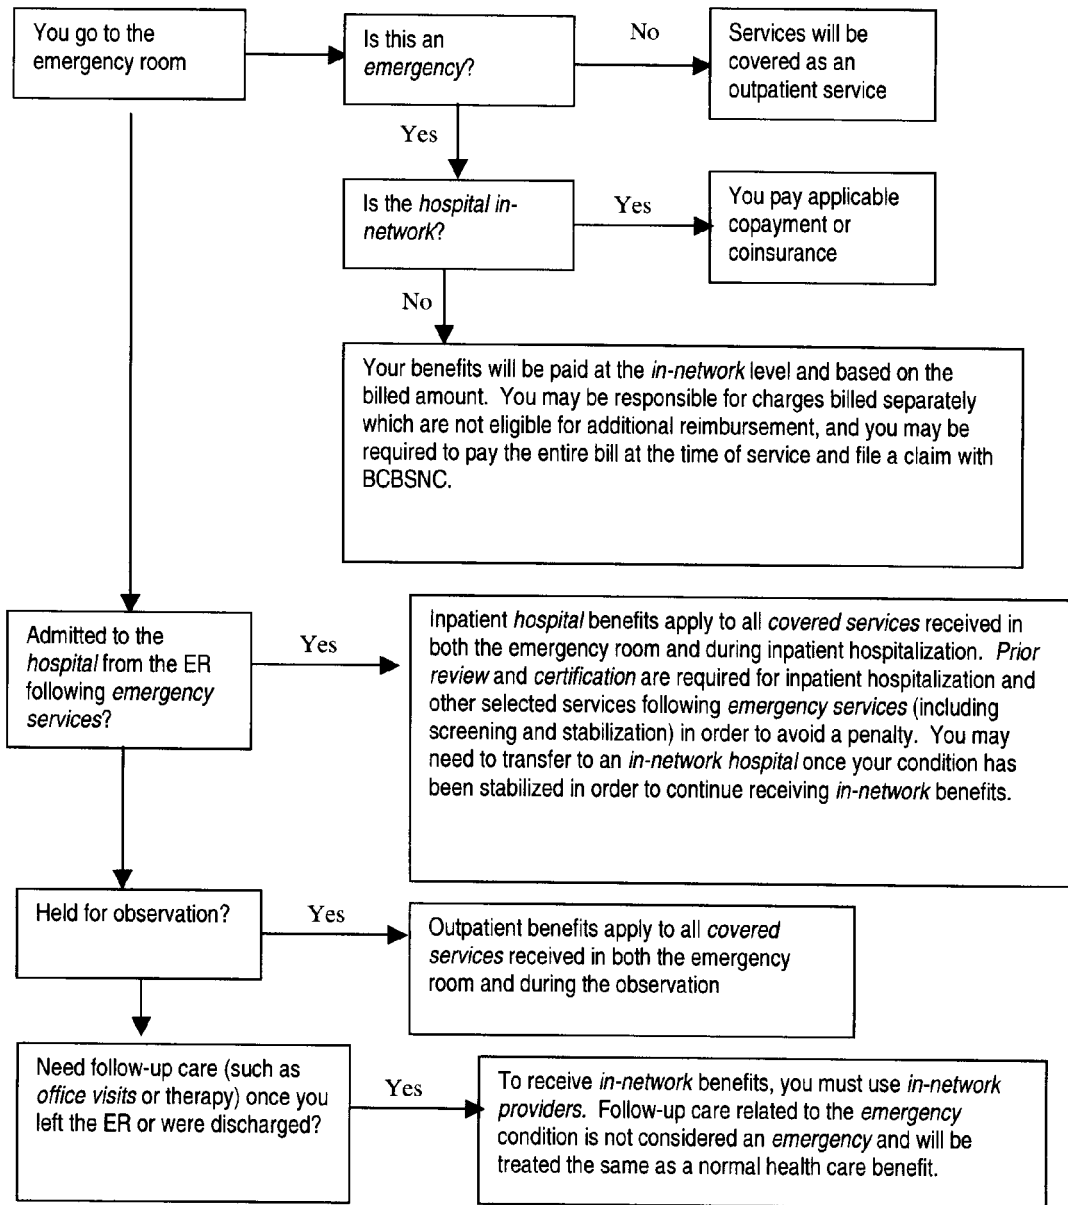 You go to the
emergency room
Is this an
emergency?
No
Services will be
covered as an
outpatient service
Yes
Is the hospital in-
network?
Yes
You pay applicable
copayment or
coinsurance
No
Your benefits will be paid at the in-network level and based on the
billed amount. You may be responsible for charges billed separately
which are not eligible for additional reimbursement, and you may be
required to pay the entire bill at the time of service and file a claim with
BCBSNC.
Admitted to the
hospital from the ER
following emergency
services?
Yes
Inpatient hospital benefits apply to all covered services received in
both the emergency room and during inpatient hospitalization. Prior
review and certification are required for inpatient hospitalization and
other selected services following emergency services (including
screening and stabilization) in order to avoid a penalty. You may
need to transfer to an in-network hospital once your condition has
been stabilized in order to continue receiving in-network benefits.
Held for observation?
Yes
Outpatient benefits apply to all covered
services received in both the emergency
room and during the observation
Need follow-up care (such as
office visits or therapy) once you
left the ER or were discharged?
Yes
To receive in-network benefits, you must use in-network
providers. Follow-up care related to the emergency
condition is not considered an emergency and will be
treated the same as a normal health care benefit.